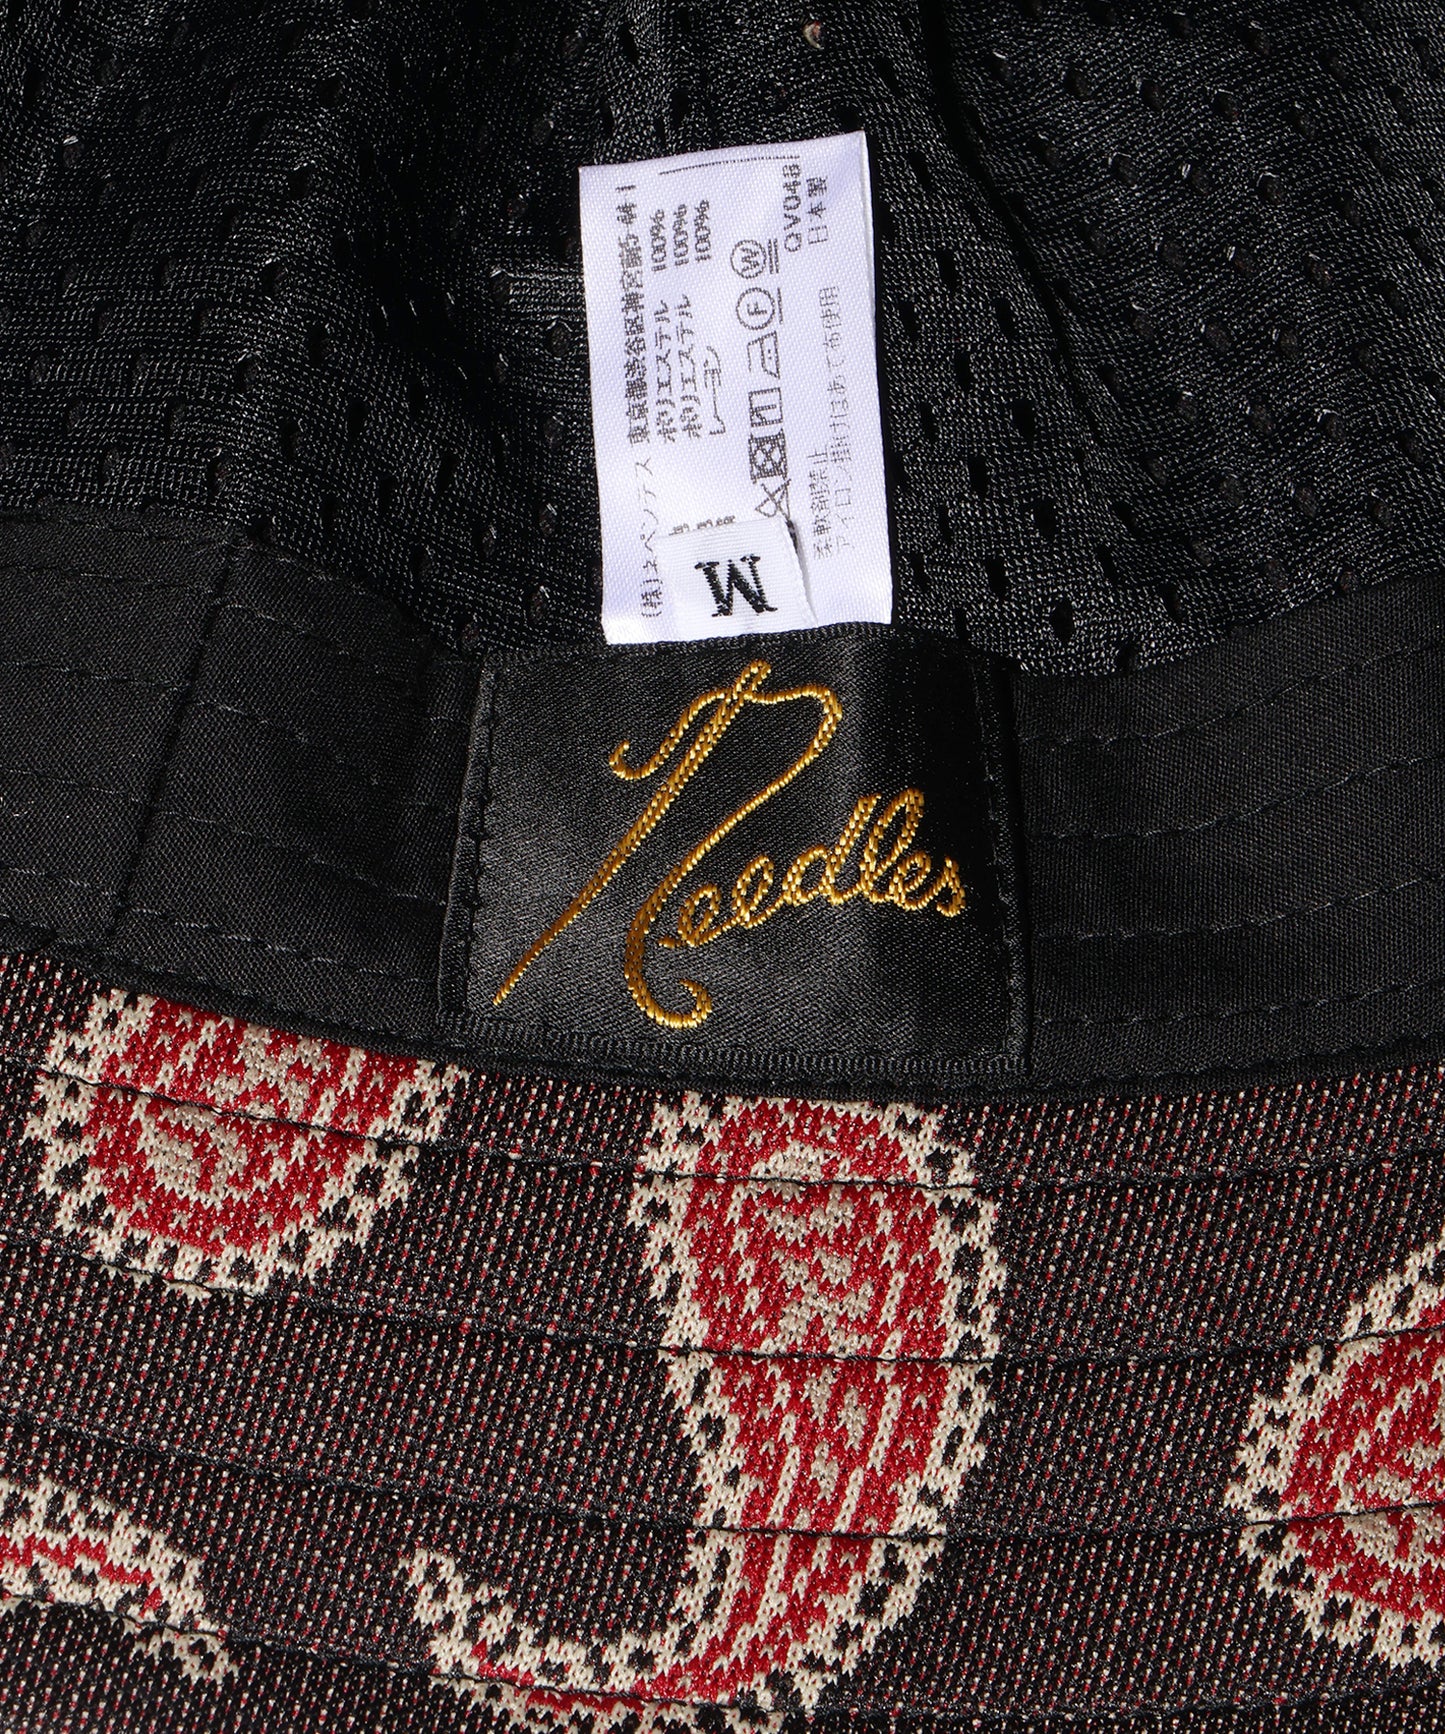 (株)ネペンテス 東京都渋谷区神宮前5-44-1
ポリエステル 100%
ポリエステル 100%
レーヨン 100%
W
F
QV048
日本製
柔軟剤禁止
アイロン掛けはあて布使用
M
Needles